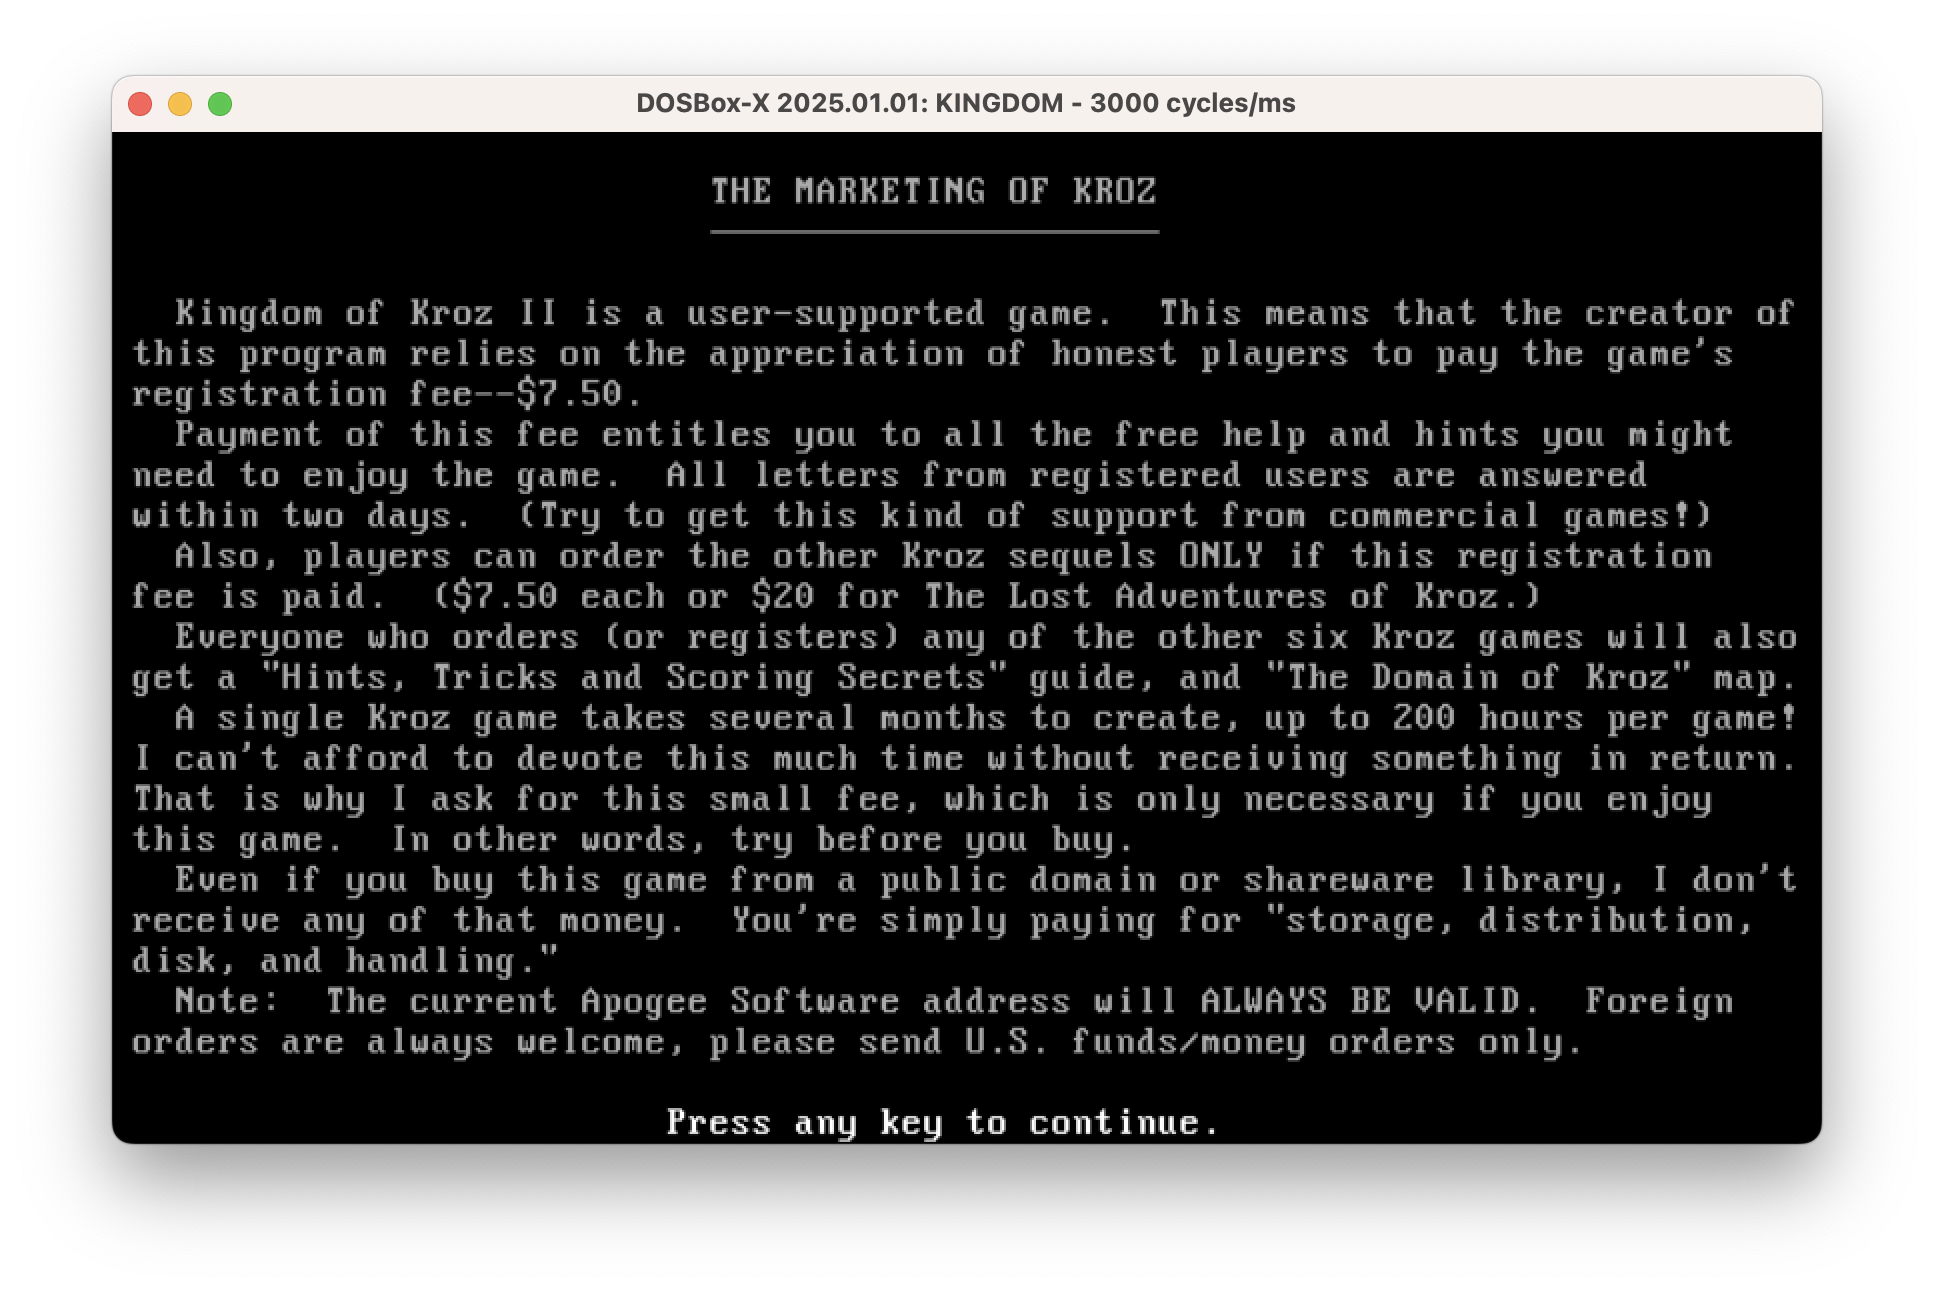 DOSBox-X 2025.01.01: KINGDOM - 3000 cycles/ms
THE MARKETING OF KROZ
Kingdom of Kroz II is a user-supported game.  This means that the creator of
this program relies on the appreciation of honest players to pay the game's
registration fee--$7.50.
Payment of this fee entitles you to all the free help and hints you might
need to enjoy the game.  All letters from registered users are answered
within two days.  (Try to get this kind of support from commercial games!)
Also, players can order the other Kroz sequels ONLY if this registration
fee is paid.  ($7.50 each or $20 for The Lost Adventures of Kroz.)
Everyone who orders (or registers) any of the other six Kroz games will also
get a "Hints, Tricks and Scoring Secrets" guide, and "The Domain of Kroz" map.
A single Kroz game takes several months to create, up to 200 hours per game!
I can't afford to devote this much time without receiving something in return.
That is why I ask for this small fee, which is only necessary if you enjoy
this game.  In other words, try before you buy.
Even if you buy this game from a public domain or shareware library, I don't
receive any of that money.  You're simply paying for "storage, distribution,
disk, and handling."
Note:  The current Apogee Software address will ALWAYS BE VALID.  Foreign
orders are always welcome, please send U.S. funds/money orders only.
Press any key to continue.